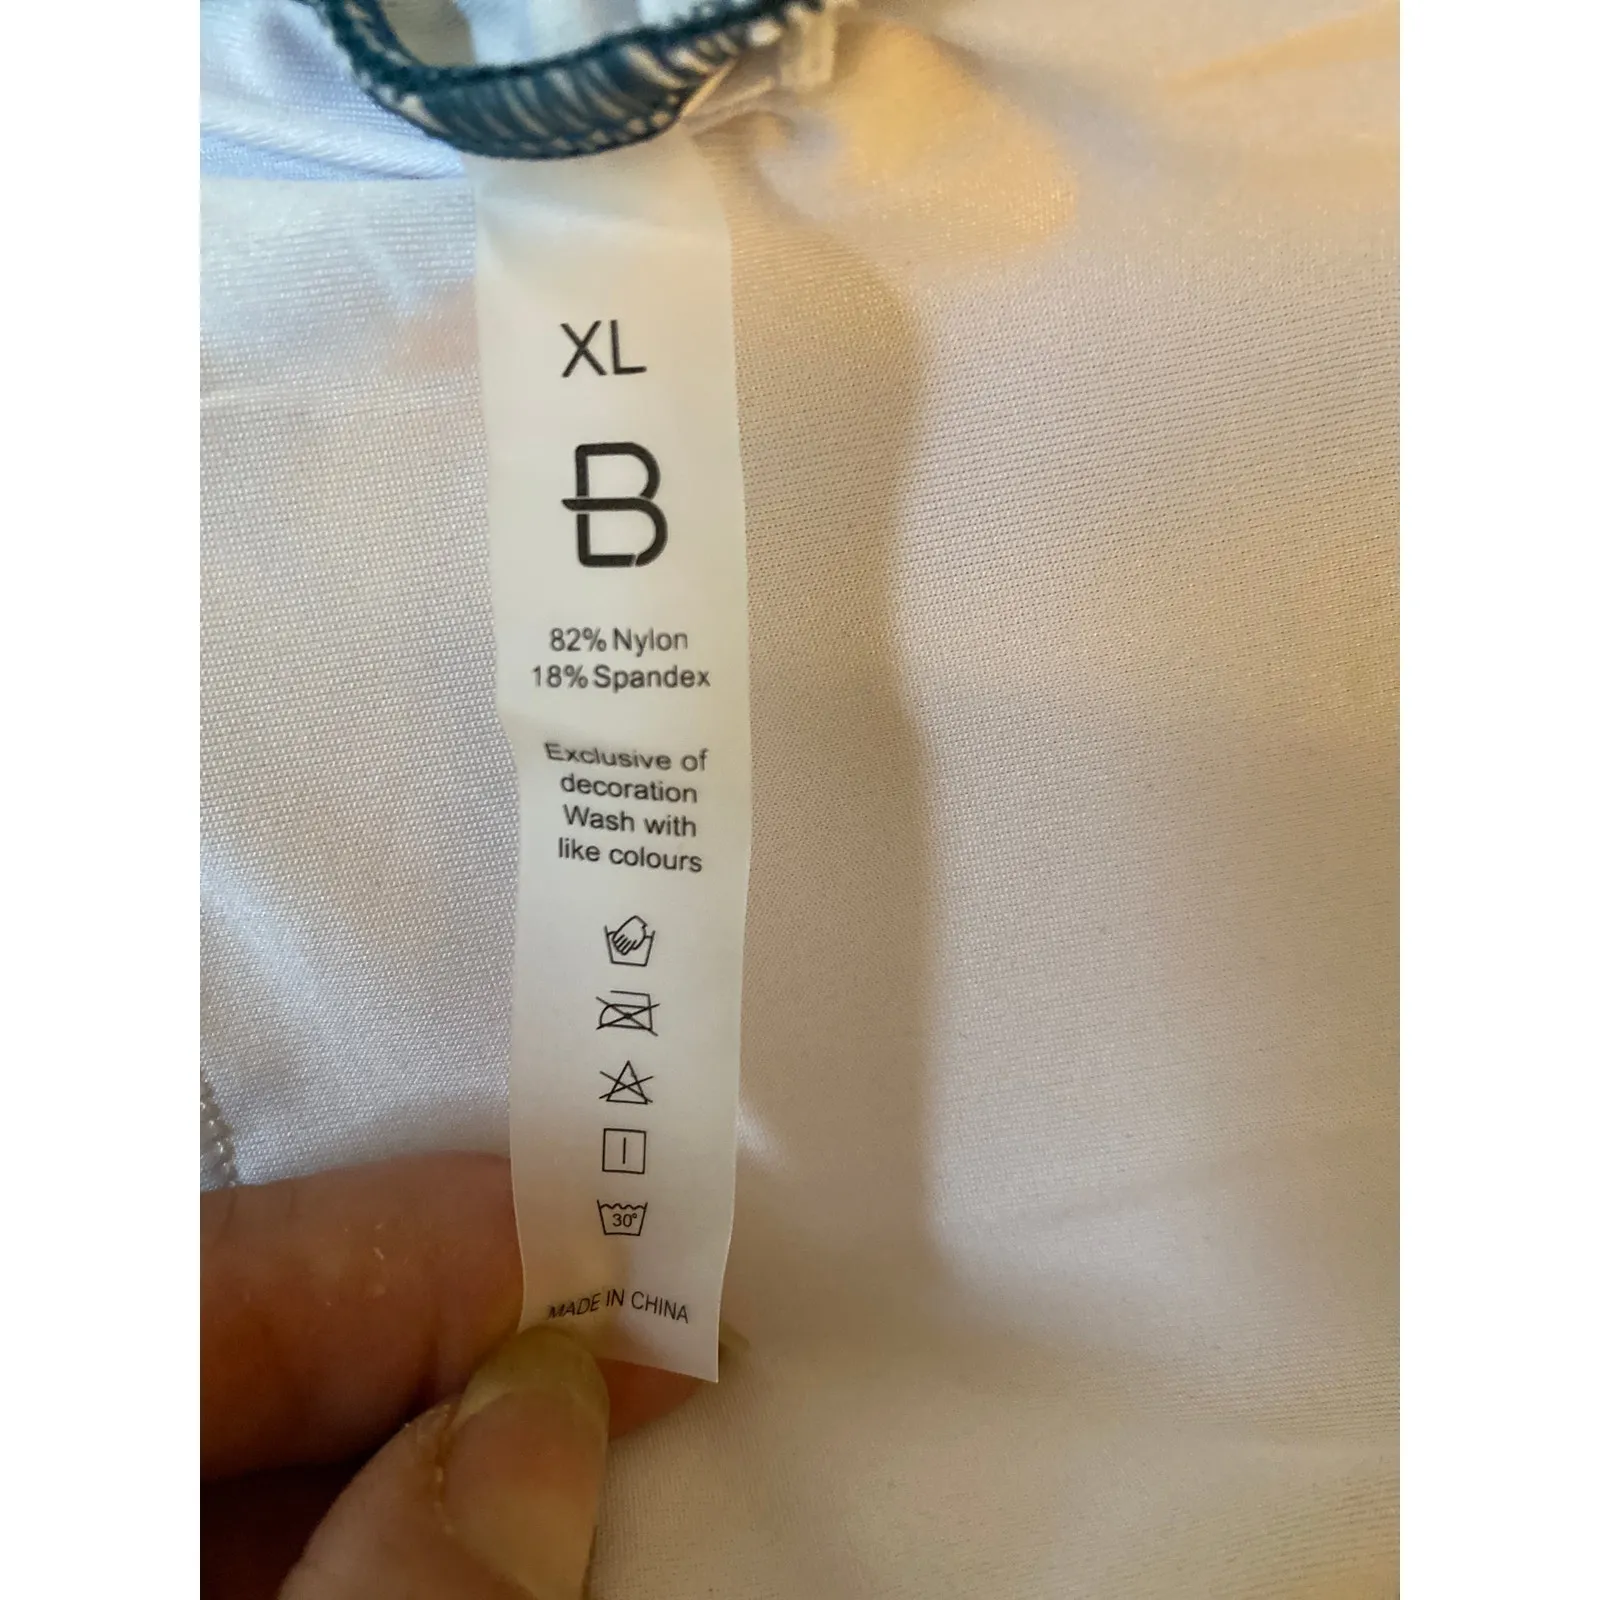 XL
B
82% Nylon
18% Spandex
Exclusive of
decoration
Wash with
like colours
30°
MADE IN CHINA